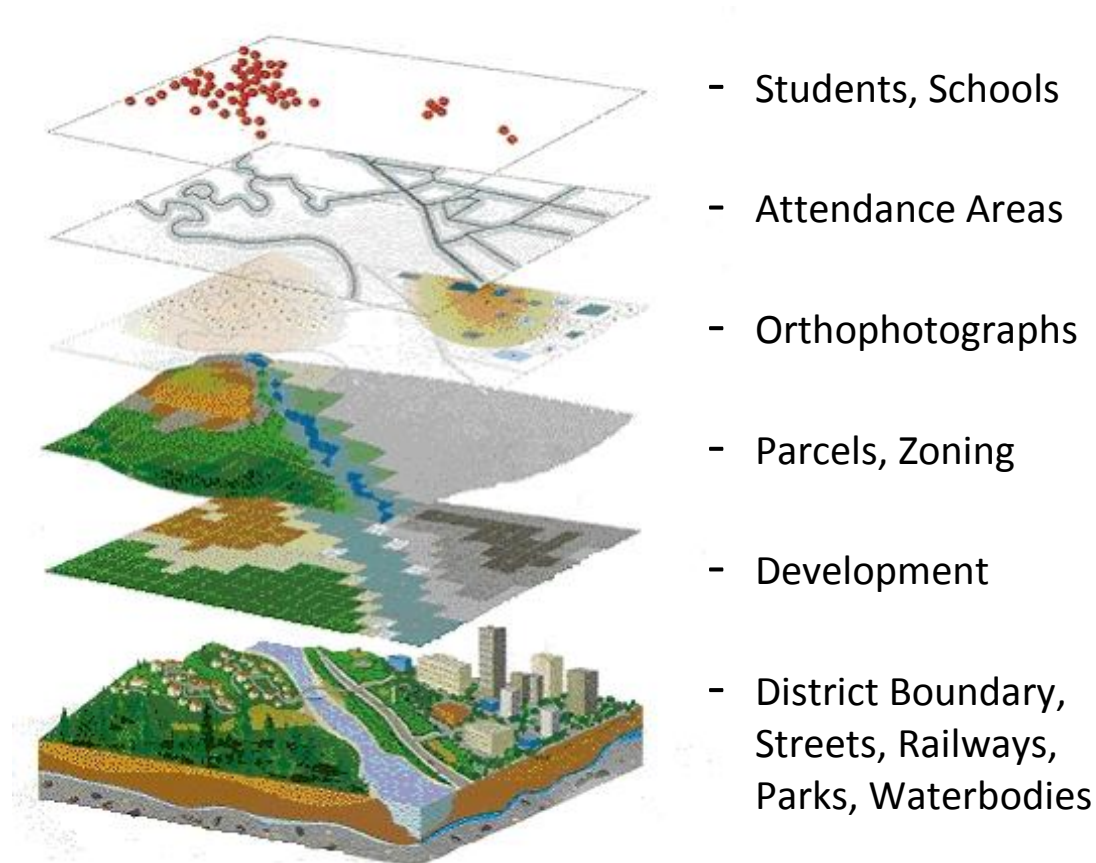 - Students, Schools
- Attendance Areas
- Orthophotographs
- Parcels, Zoning
- Development
- District Boundary,
Streets, Railways,
Parks, Waterbodies